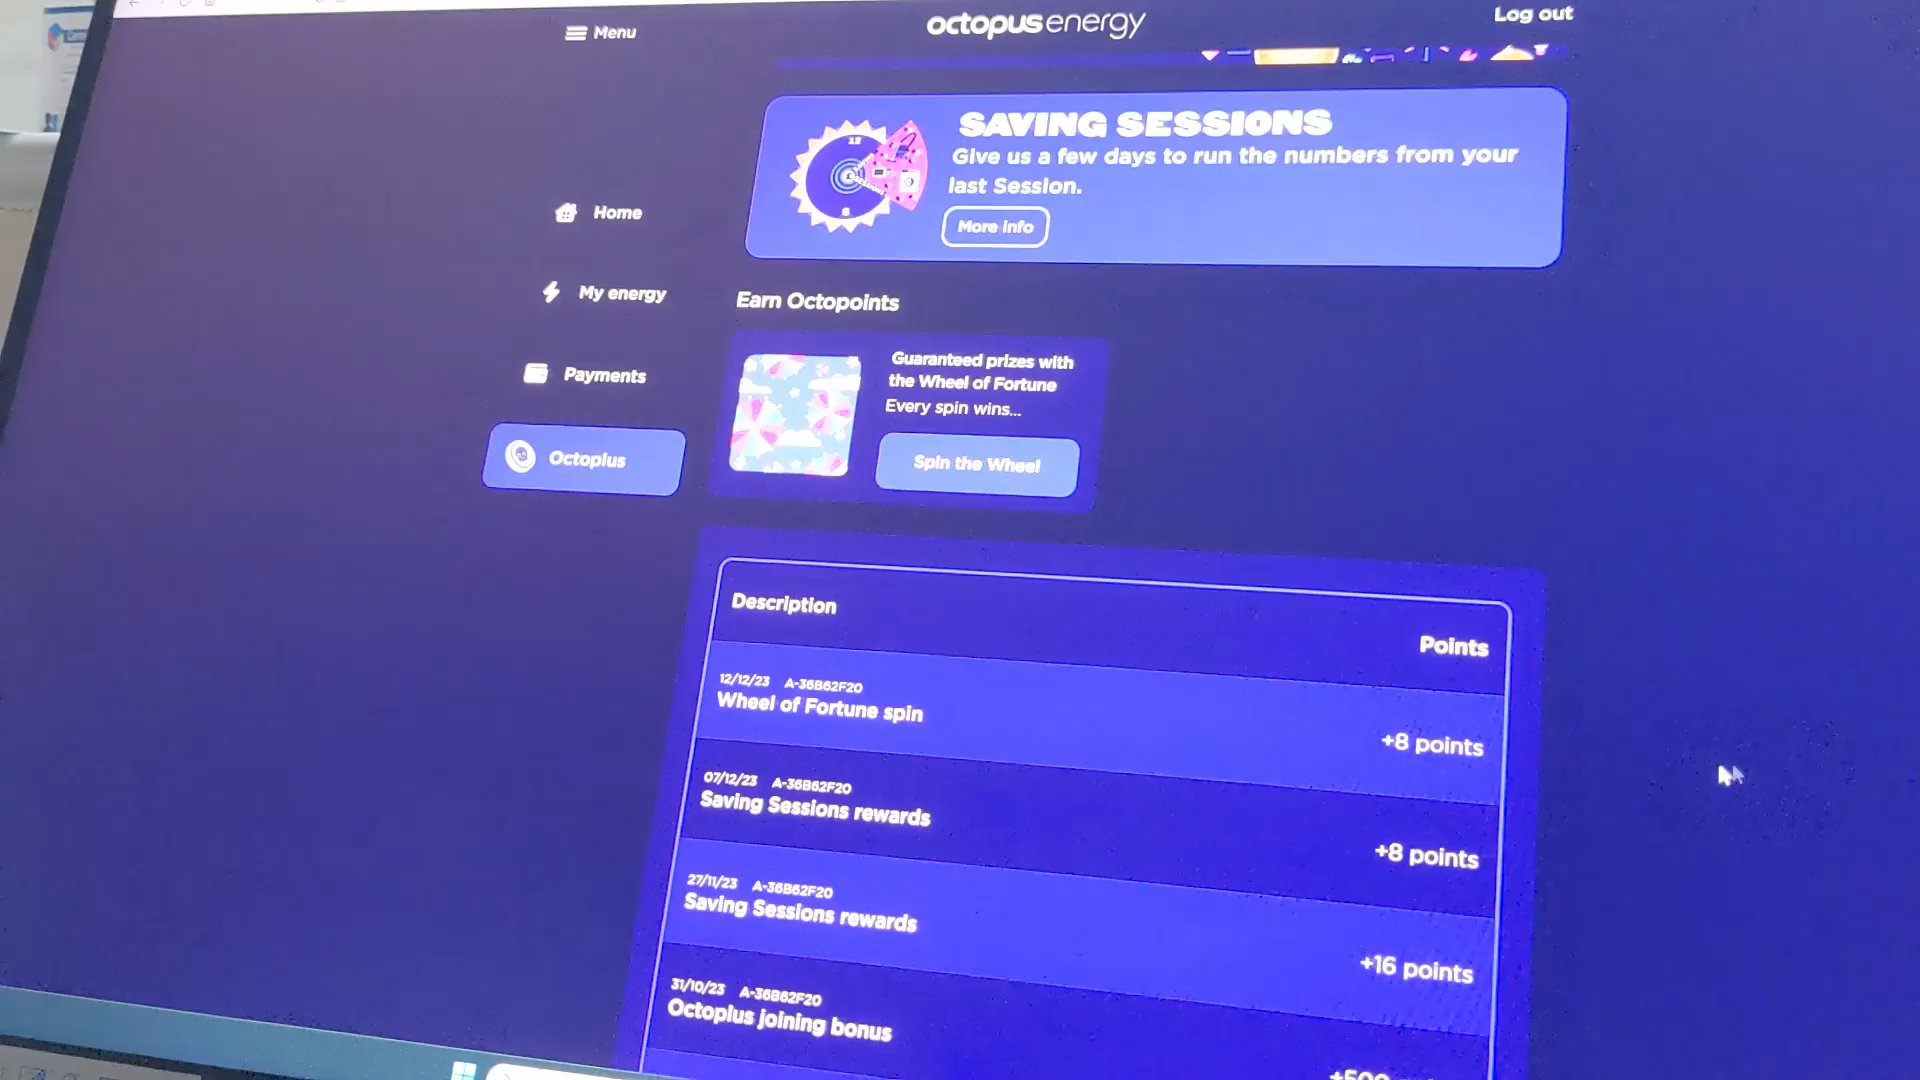 Menu
octopusenergy
Log out
SAVING SESSIONS
Give us a few days to run the numbers from your
last Session.
More info
Home
My energy
Payments
Octoplus
Earn Octopoints
Guaranteed prizes with
the Wheel of Fortune
Every spin wins...
Spin the Wheel
Description
Points
12/12/23 A-36B62F20
Wheel of Fortune spin
+8 points
07/12/23 A-36B62F20
Saving Sessions rewards
+8 points
27/11/23 A-36B62F20
Saving Sessions rewards
+16 points
31/10/23 A-36B62F20
Octoplus joining bonus